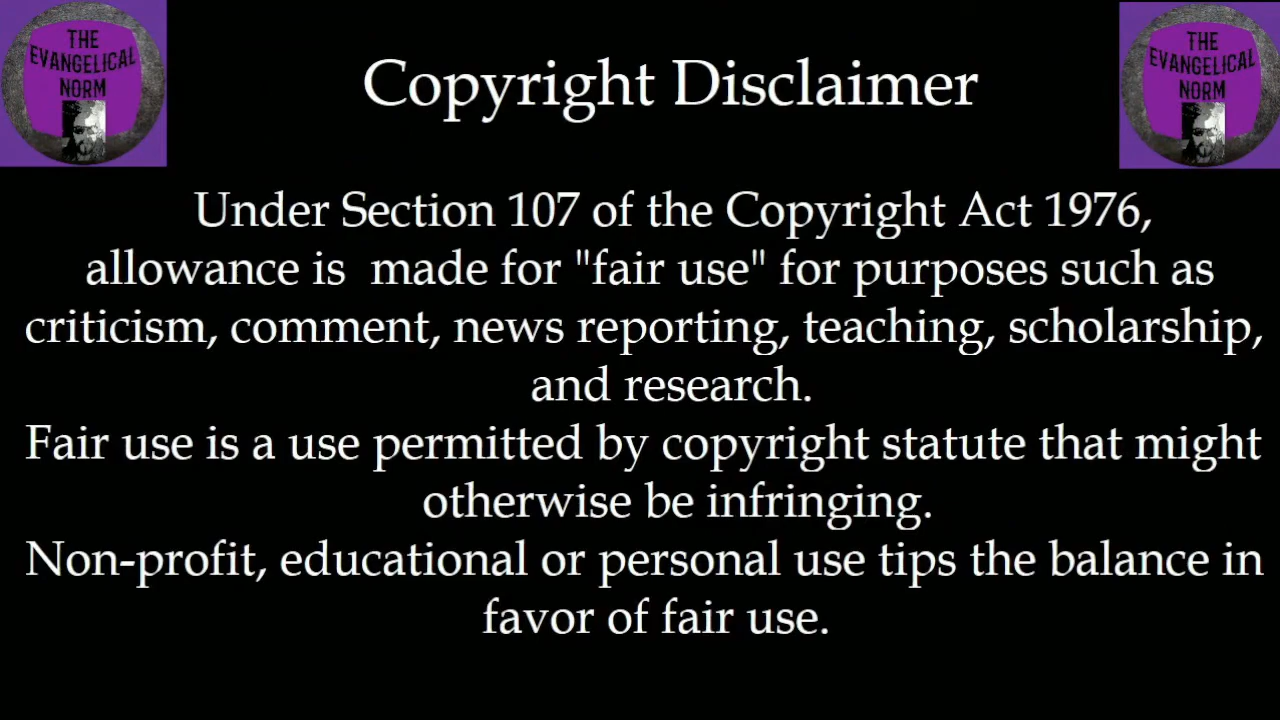 THE
EVANGELICAL
NORM
THE
EVANGELICAL
NORM
Copyright Disclaimer
Under Section 107 of the Copyright Act 1976,
allowance is  made for "fair use" for purposes such as
criticism, comment, news reporting, teaching, scholarship,
and research.
Fair use is a use permitted by copyright statute that might
otherwise be infringing.
Non-profit, educational or personal use tips the balance in
favor of fair use.